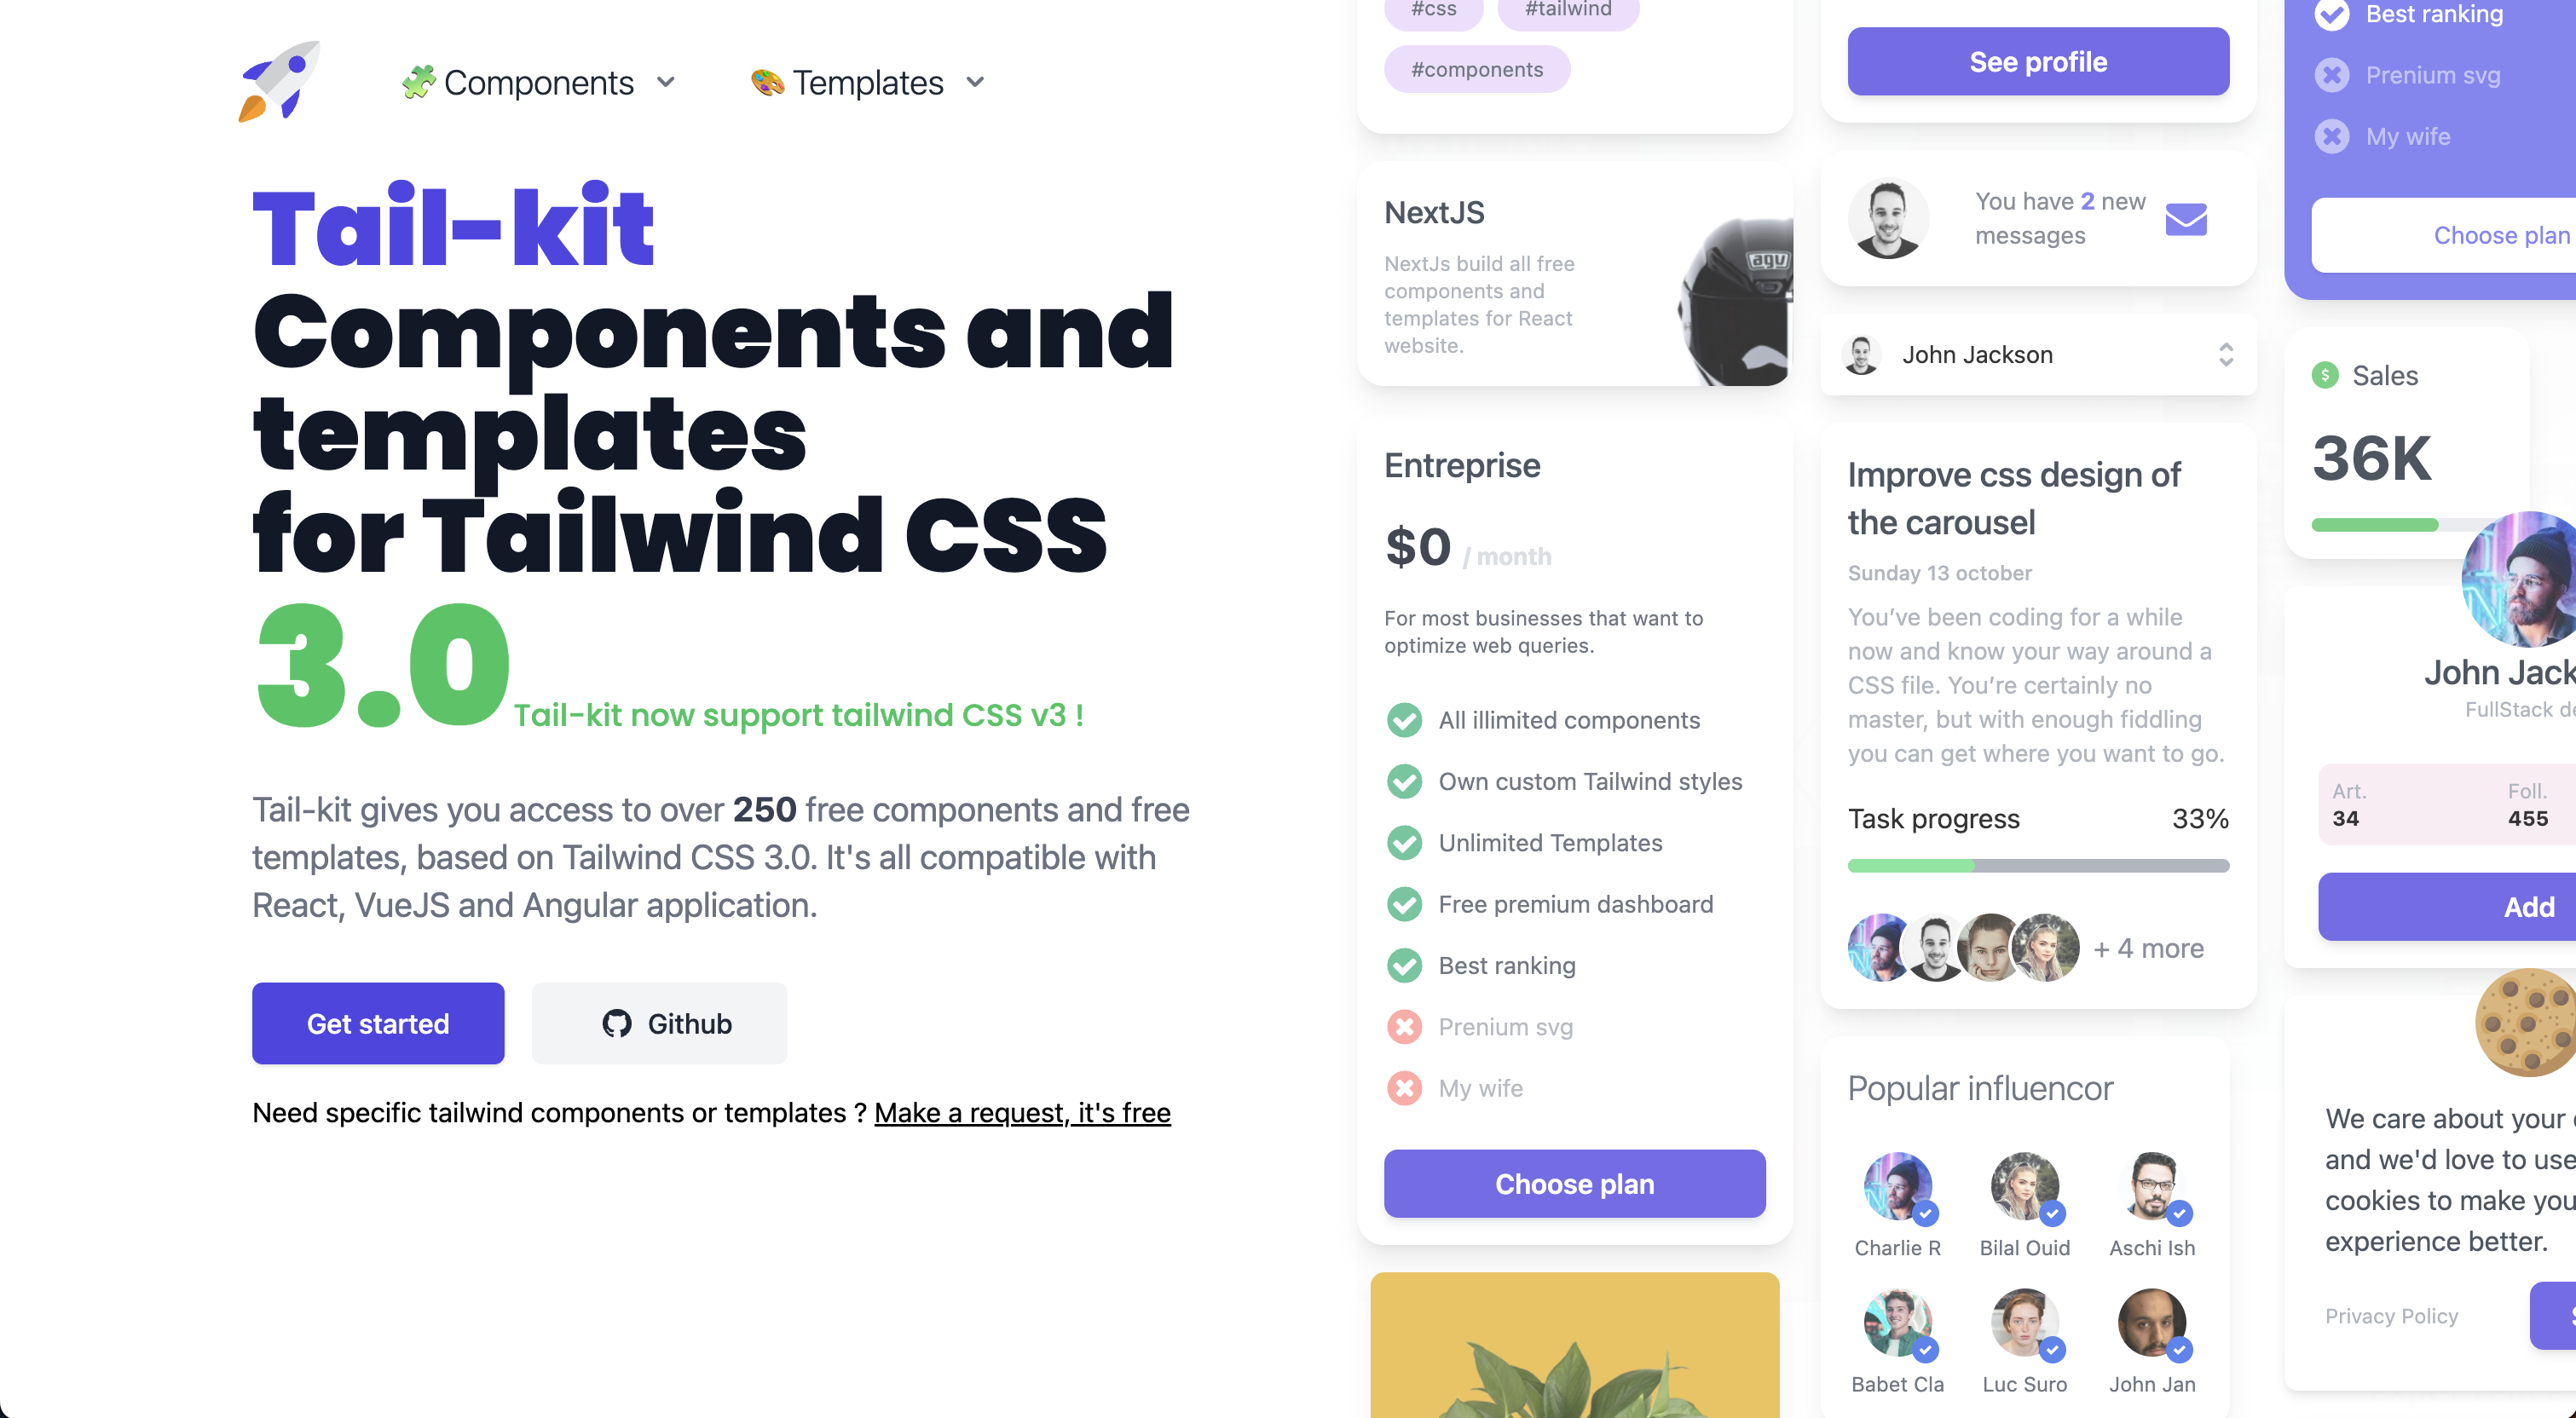 Components
Templates
Tail-kit
Components and
templates
for Tailwind CSS
3.0
Tail-kit now support tailwind CSS v3 !
Tail-kit gives you access to over 250 free components and free
templates, based on Tailwind CSS 3.0. It's all compatible with
React, VueJS and Angular application.
Get started
Github
Need specific tailwind components or templates ? Make a request, it's free
#css
#tailwind
#components
NextJS
agv
NextJs build all free
components and
templates for React
website.
Entreprise
$0 / month
For most businesses that want to
optimize web queries.
All illimited components
Own custom Tailwind styles
Unlimited Templates
Free premium dashboard
Best ranking
Prenium svg
My wife
Choose plan
See profile
You have 2 new
messages
John Jackson
Improve css design of
the carousel
Sunday 13 october
You’ve been coding for a while
now and know your way around a
CSS file. You’re certainly no
master, but with enough fiddling
you can get where you want to go.
Task progress
33%
+ 4 more
Popular influencor
Charlie R
Bilal Ouid
Aschi Ish
Babet Cla
Luc Suro
John Jan
Best ranking
Prenium svg
My wife
Choose plan
$ Sales
36K
John Jack
FullStack de
Art.
Foll.
34
455
Add
We care about your
and we'd love to use
cookies to make you
experience better.
Privacy Policy